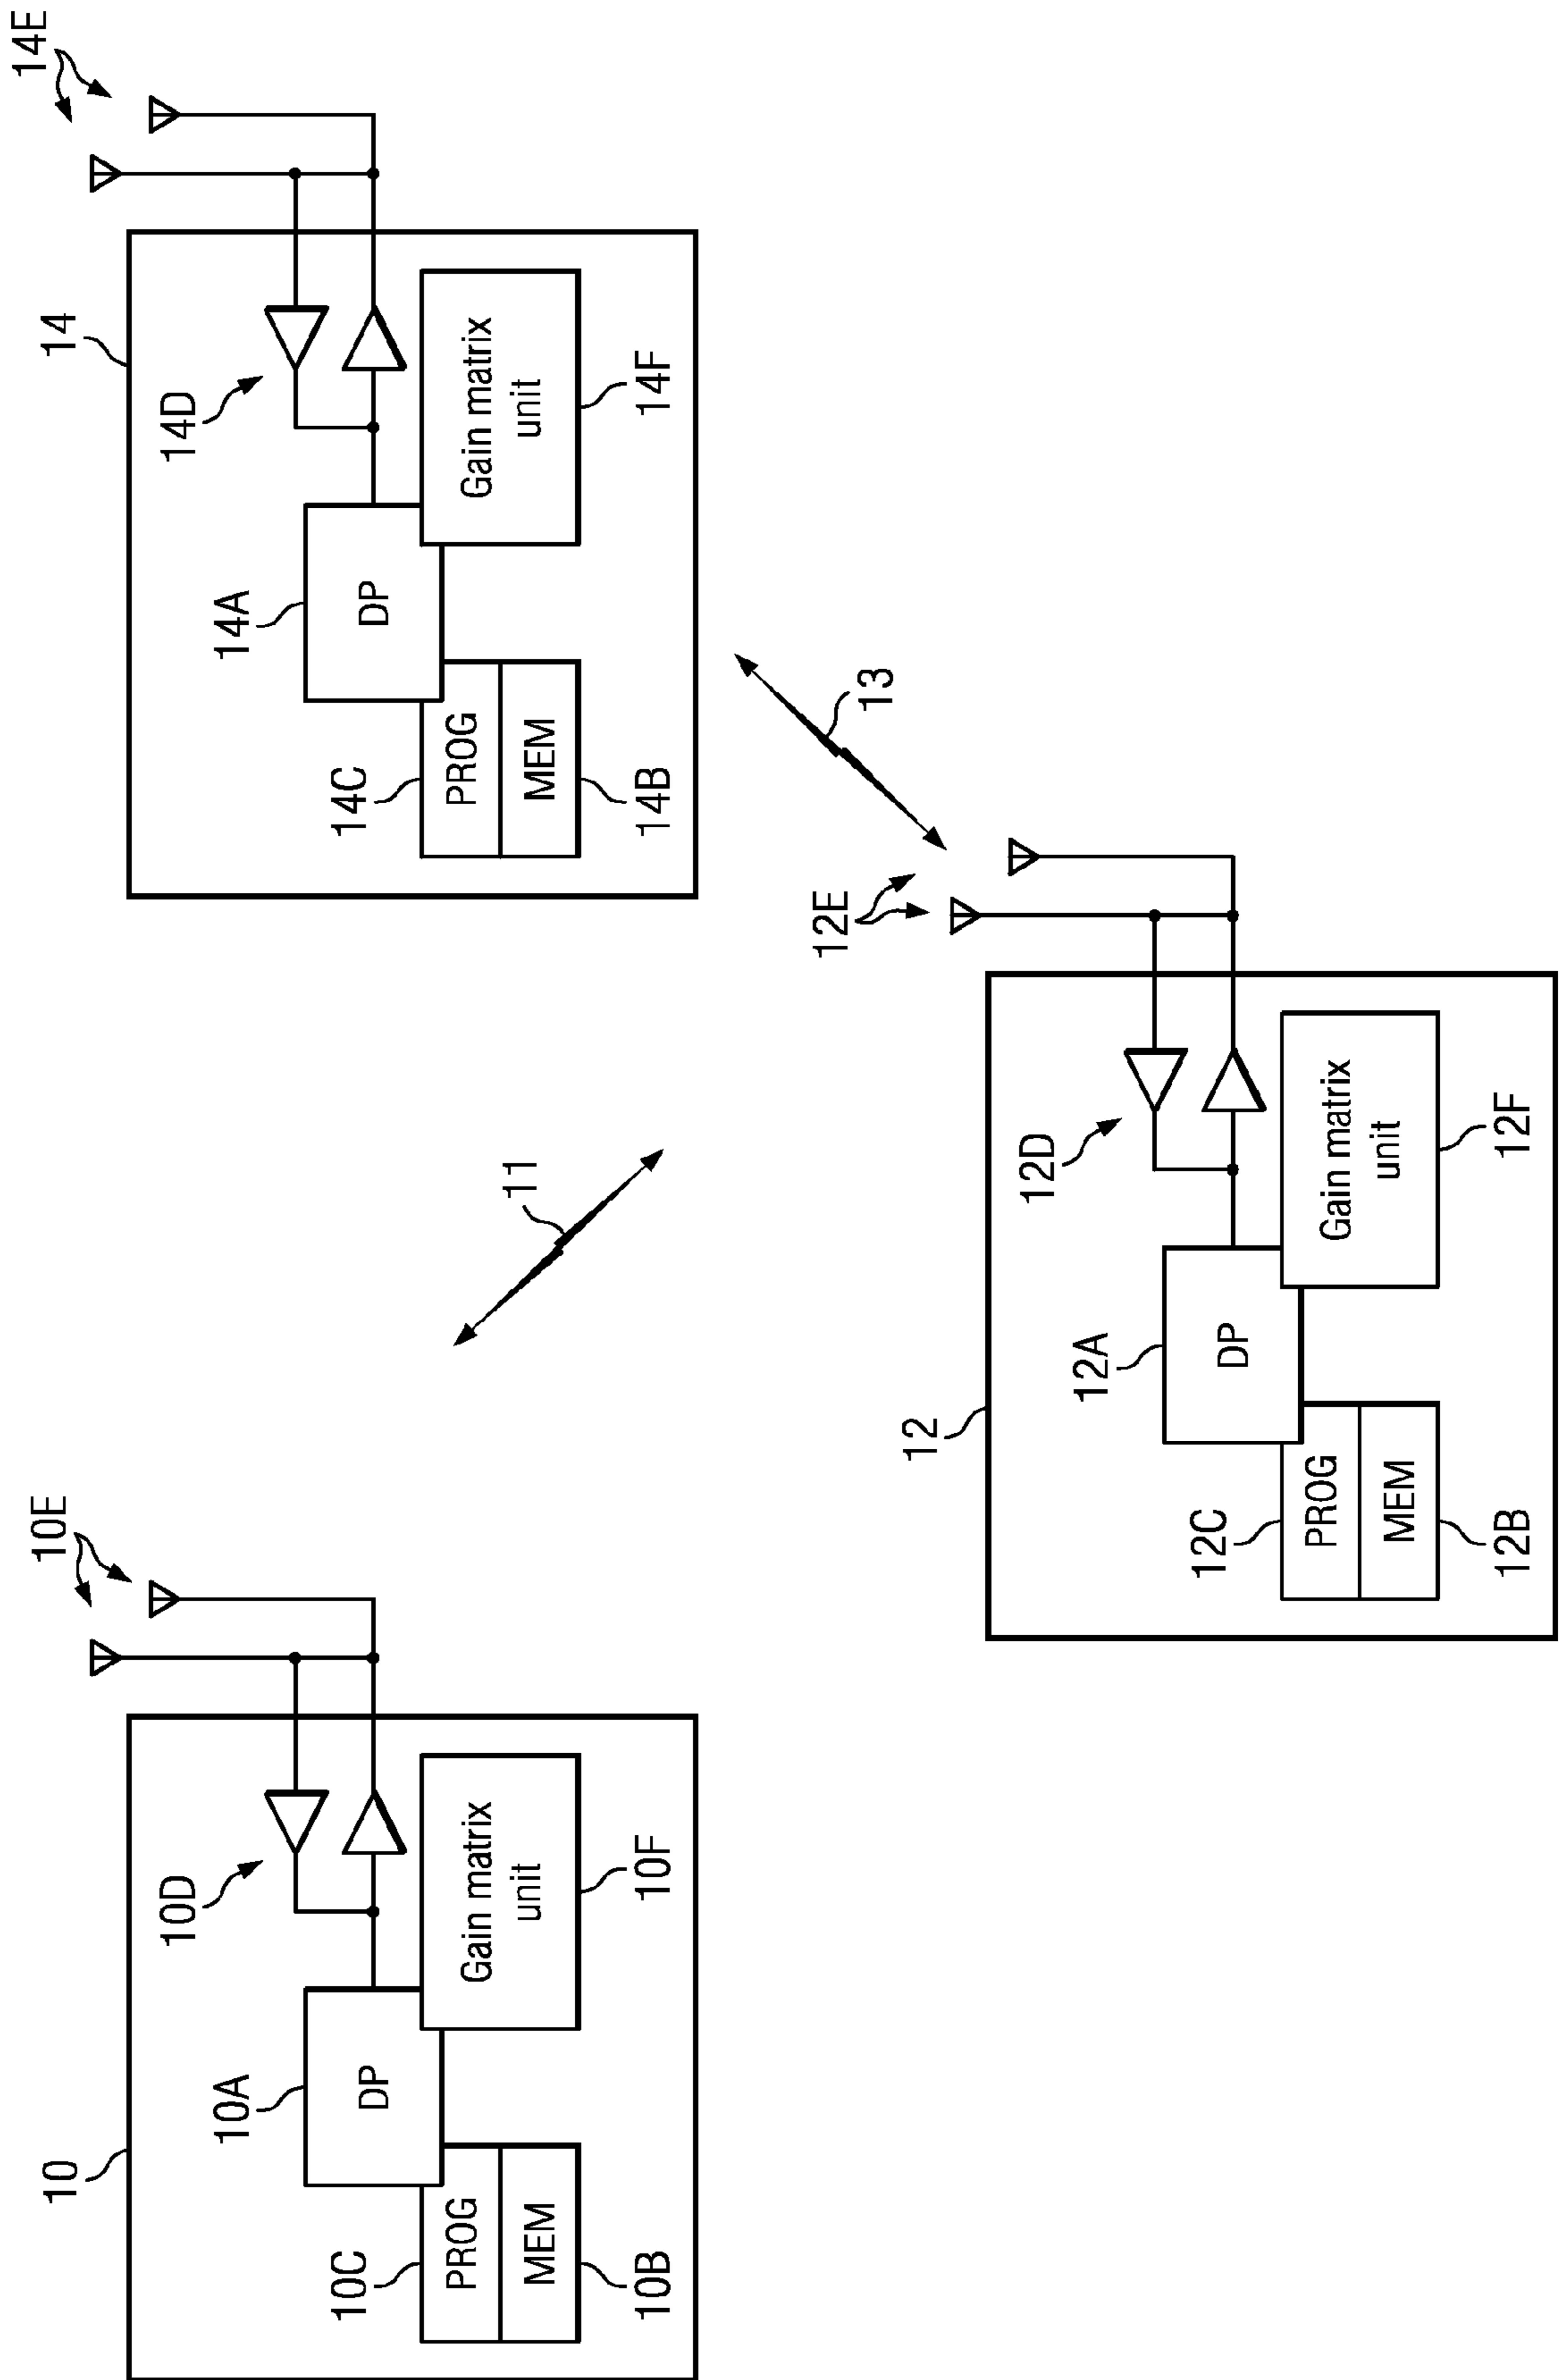 10
10E
10D
10A
DP
10C
PROG
MEM
10B
Gain matrix
unit
10F
11
14
14E
14D
14A
DP
14C
PROG
MEM
14B
Gain matrix
unit
14F
13
12
12E
12D
12A
DP
12C
PROG
MEM
12B
Gain matrix
unit
12F